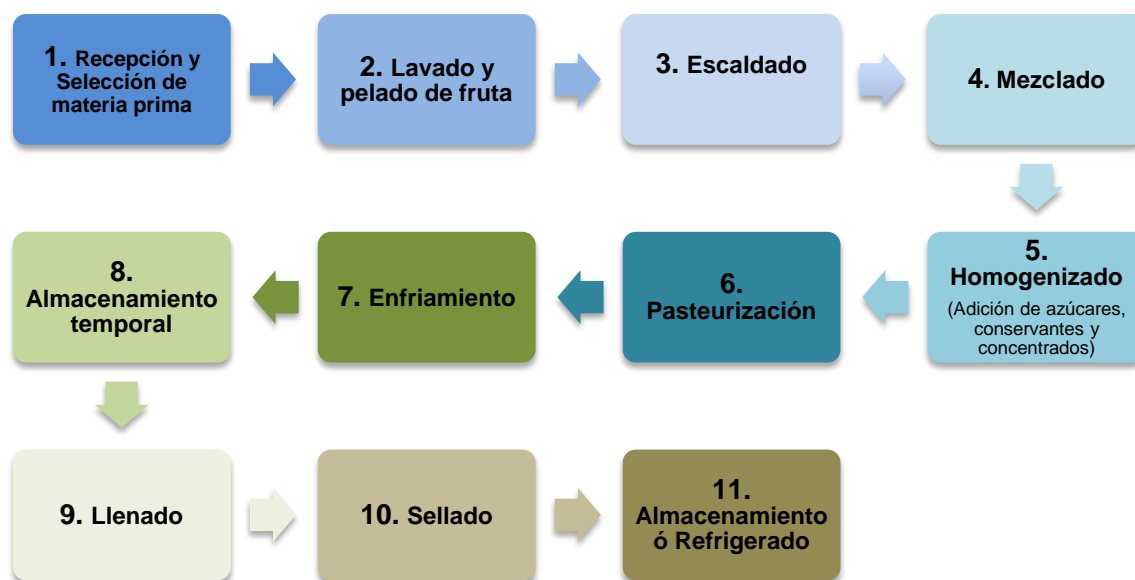 1. Recepción y
Selección de
materia prima
2. Lavado y
pelado de fruta
3. Escaldado
4. Mezclado
5.
Homogenizado
(Adición de azúcares,
conservantes y
concentrados)
6.
Pasteurización
7. Enfriamiento
8.
Almacenamiento
temporal
9. Llenado
10. Sellado
11.
Almacenamiento
ó Refrigerado